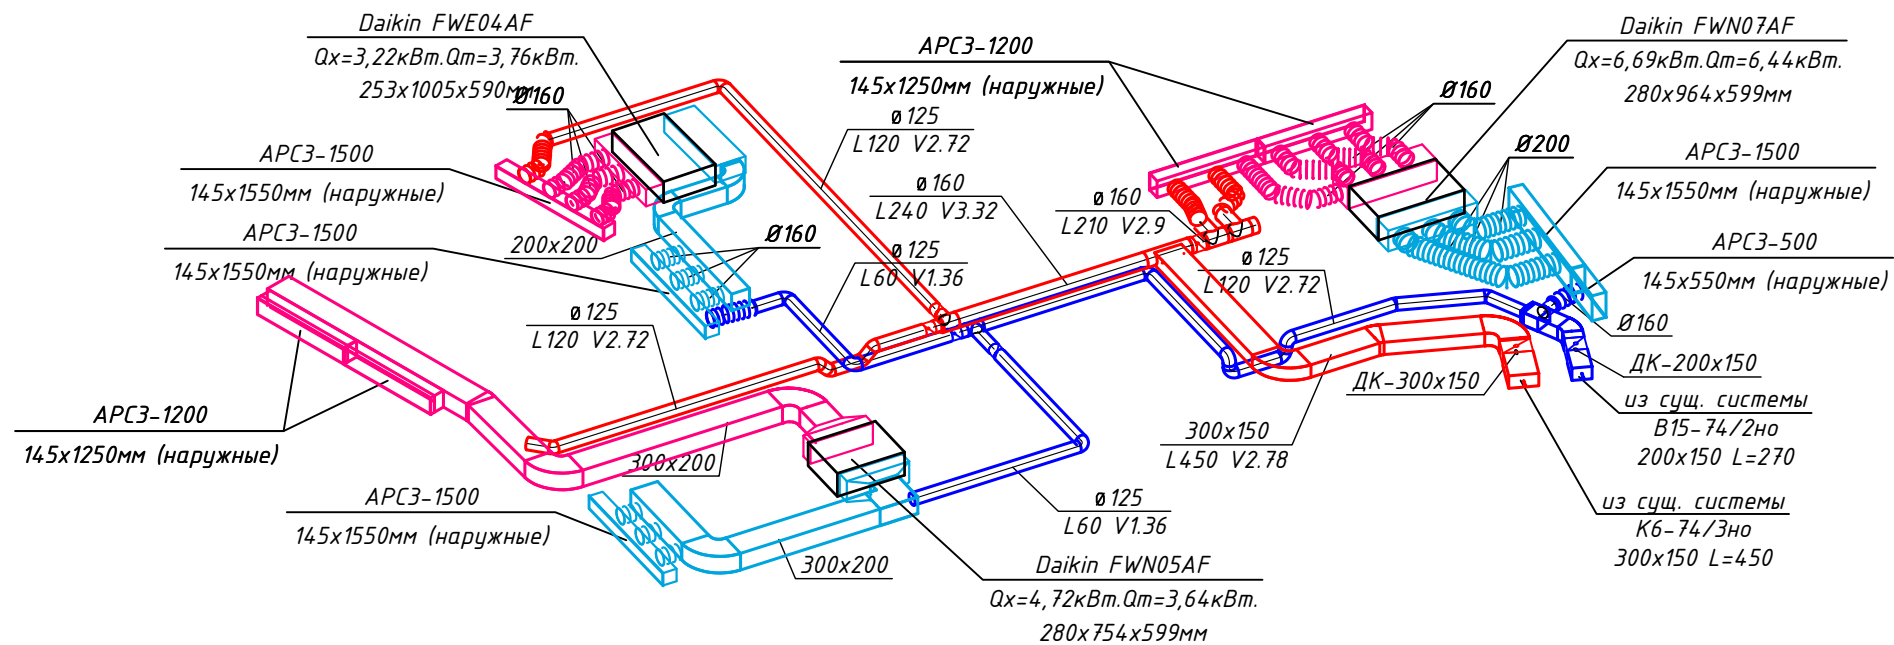 Daikin FWE04AF
Qх=3,22кВт.Qт=3,76кВт.
253х1005х590мм
Ø160
АРСЗ-1500
145х1550мм (наружные)
АРСЗ-1500
145х1550мм (наружные)
200х200
Ø160
ø125
L120 V2.72
ø160
L240 V3.32
ø125
L60 V1.36
АРСЗ-1200
145х1250мм (наружные)
Ø160
Daikin FWN07AF
Qх=6,69кВт.Qт=6,44кВт.
280х964х599мм
Ø200
АРСЗ-1500
145х1550мм (наружные)
АРСЗ-500
145х550мм (наружные)
Ø160
ø160
L210 V2.9
ø125
L120 V2.72
ø125
L120 V2.72
АРСЗ-1200
145х1250мм (наружные)
300х200
АРСЗ-1500
145х1550мм (наружные)
300х200
ø125
L60 V1.36
Daikin FWN05AF
Qх=4,72кВт.Qт=3,64кВт.
280х754х599мм
300х150
L450 V2.78
ДК-300х150
ДК-200х150
из сущ. системы
В15-74/2но
200х150 L=270
из сущ. системы
К6-74/3но
300х150 L=450